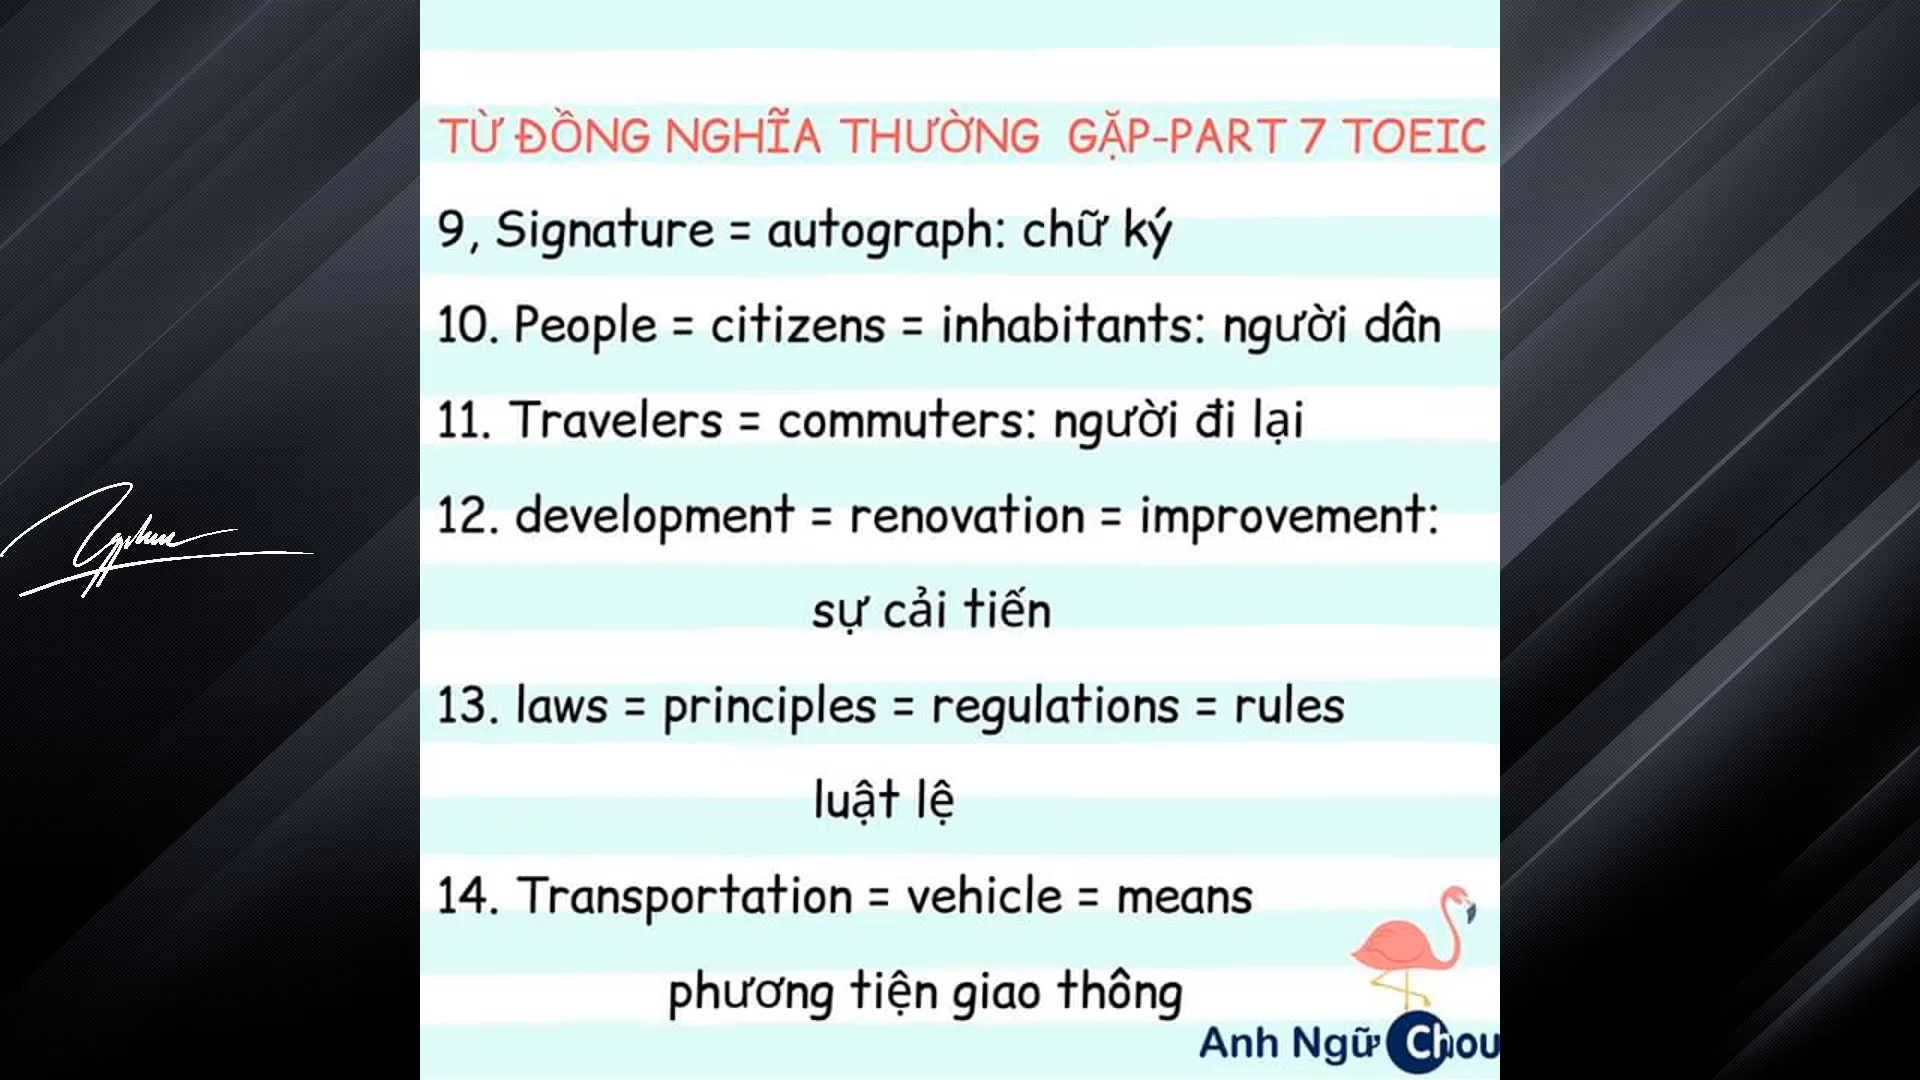 TỪ ĐỒNG NGHĨA THƯỜNG GẶP-PART 7 TOEIC
9, Signature = autograph: chữ ký
10. People = citizens = inhabitants: người dân
11. Travelers = commuters: người đi lại
12. development = renovation = improvement:
sự cải tiến
13. laws = principles = regulations = rules
luật lệ
14. Transportation = vehicle = means
phương tiện giao thông
Anh Ngữ Chou